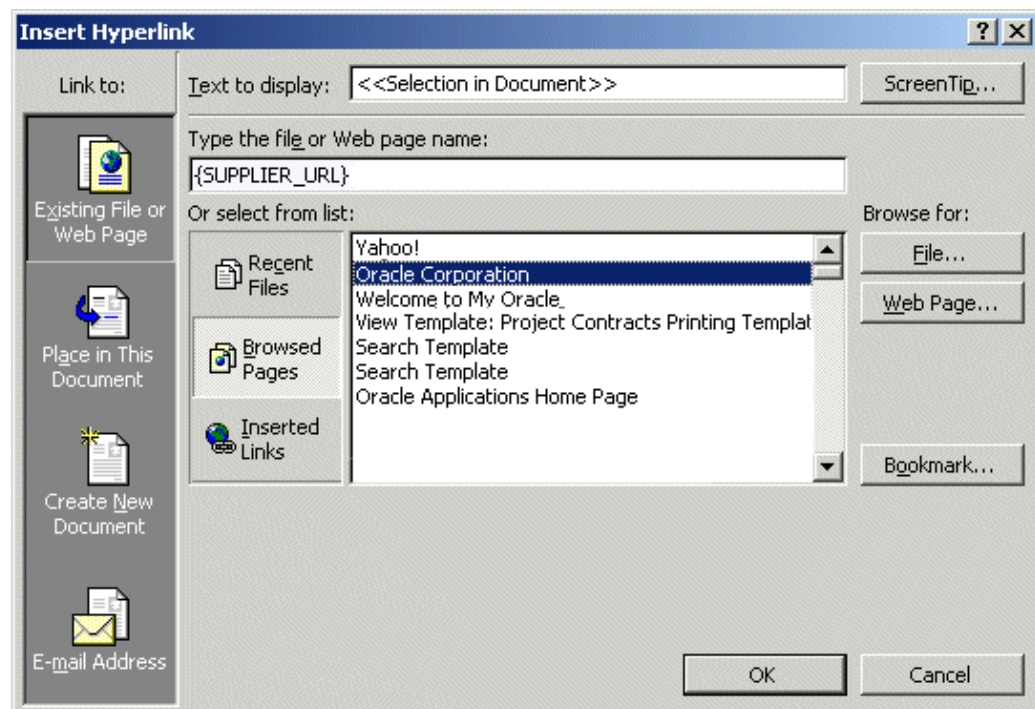 Insert Hyperlink
Link to:
Text to display:
<<Selection in Document>>
ScreenTip...
Type the file or Web page name:
{SUPPLIER_URL}
Existing File or
Web Page
Or select from list:
Browse for:
Recent
Files
Yahoo!
Oracle Corporation
Welcome to My Oracle_
View Template: Project Contracts Printing Templat
Search Template
Search Template
Oracle Applications Home Page
File...
Web Page...
Place in This
Document
Browsed
Pages
Inserted
Links
Bookmark...
Create New
Document
E-mail Address
OK
Cancel